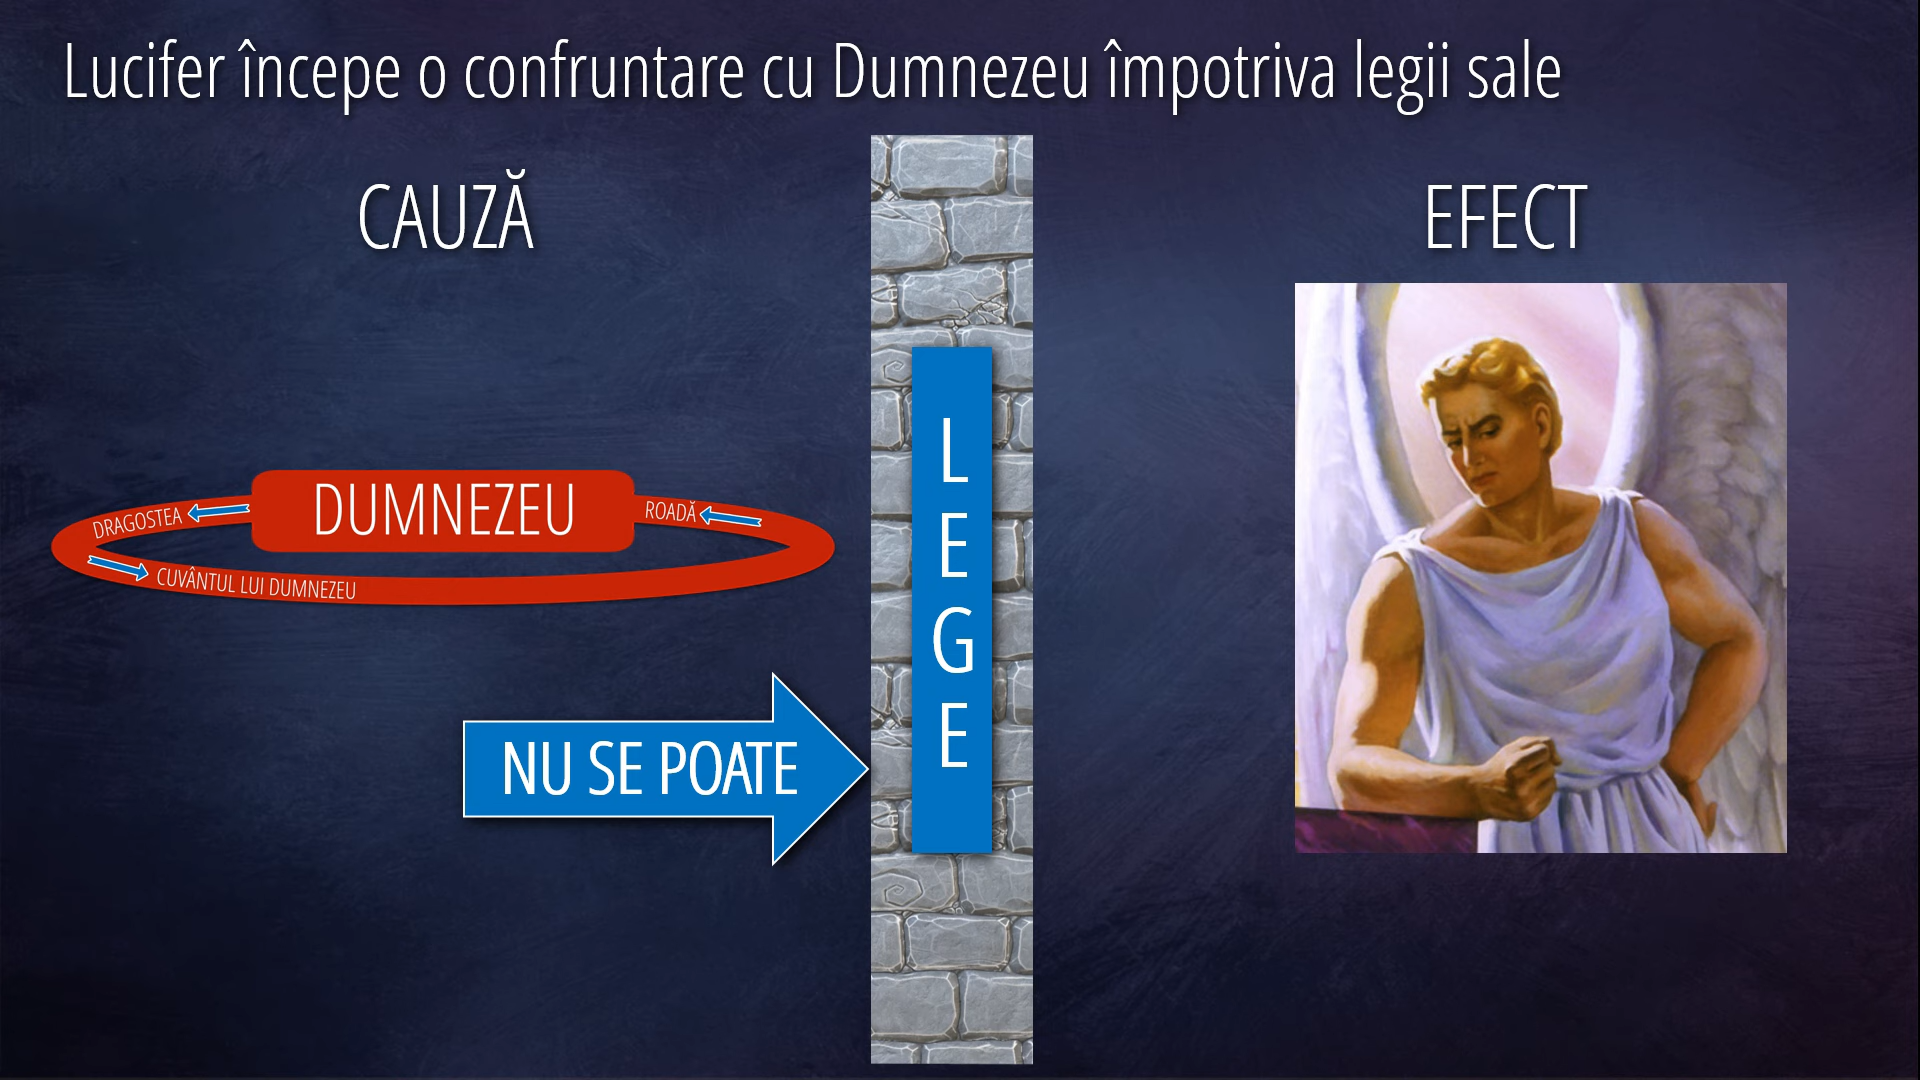 Lucifer începe o confruntare cu Dumnezeu împotriva legii sale
CAUZĂ
EFECT
DUMNEZEU
DRAGOSTEA
ROADĂ
CUVÂNTUL LUI DUMNEZEU
LEGE
NU SE POATE